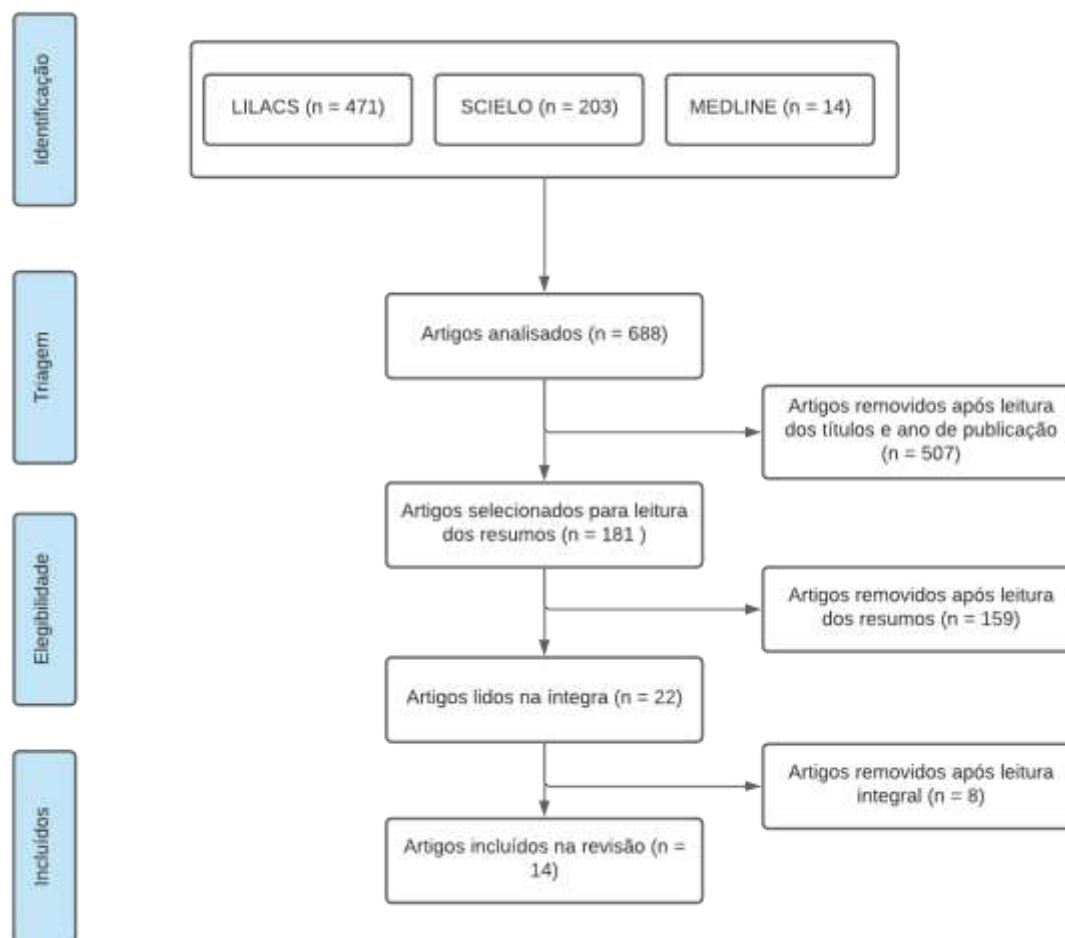 Identificação
LILACS (n = 471)
SCIELO (n = 203)
MEDLINE (n = 14)
Triagem
Artigos analisados (n = 688)
Artigos removidos após leitura
dos títulos e ano de publicação
(n = 507)
Artigos selecionados para leitura
dos resumos (n = 181 )
Elegibilidade
Artigos removidos após leitura
dos resumos (n = 159)
Artigos lidos na íntegra (n = 22)
Incluídos
Artigos removidos após leitura
integral (n = 8)
Artigos incluídos na revisão (n =
14)